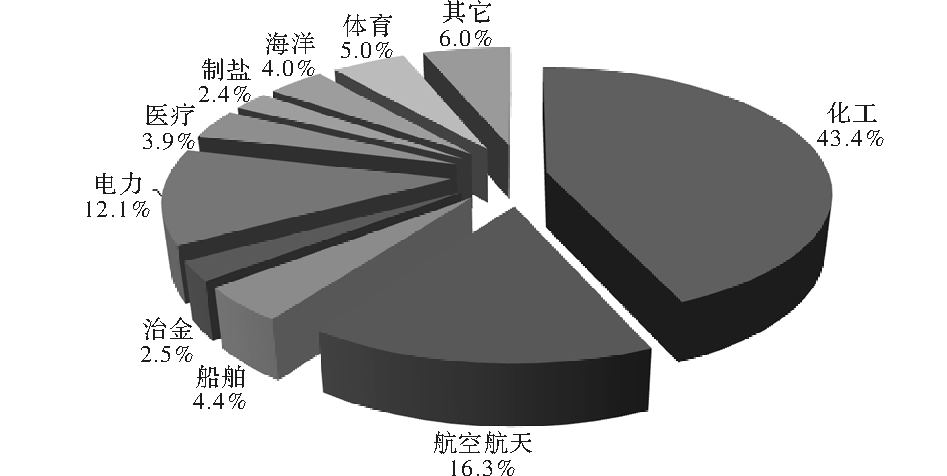 其它
6.0%
体育
5.0%
海洋
4.0%
制盐
2.4%
医疗
3.9%
电力
12.1%
治金
2.5%
船舶
4.4%
航空航天
16.3%
化工
43.4%